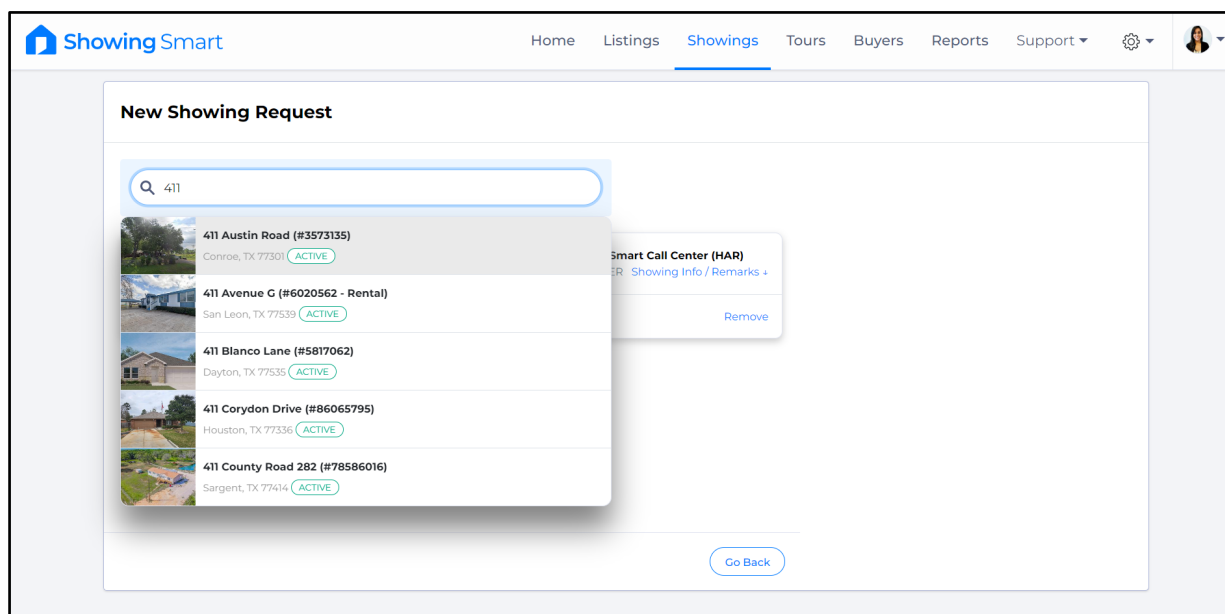 ShowingSmart Home Listings Showings Tours Buyers Reports Support
New Showing Request
411
411 Austin Road (#3573135)
Conroe, TX 77301 ACTIVE
411 Avenue G (#6020562 - Rental)
San Leon, TX 77539 ACTIVE
411 Blanco Lane (#5817062)
Dayton, TX 77535 ACTIVE
411 Corydon Drive (#86065795)
Houston, TX 77336 ACTIVE
411 County Road 282 (#78586016)
Sargent, TX 77414 ACTIVE
Smart Call Center (HAR)
ER Showing Info / Remarks ↓
Remove
Go Back